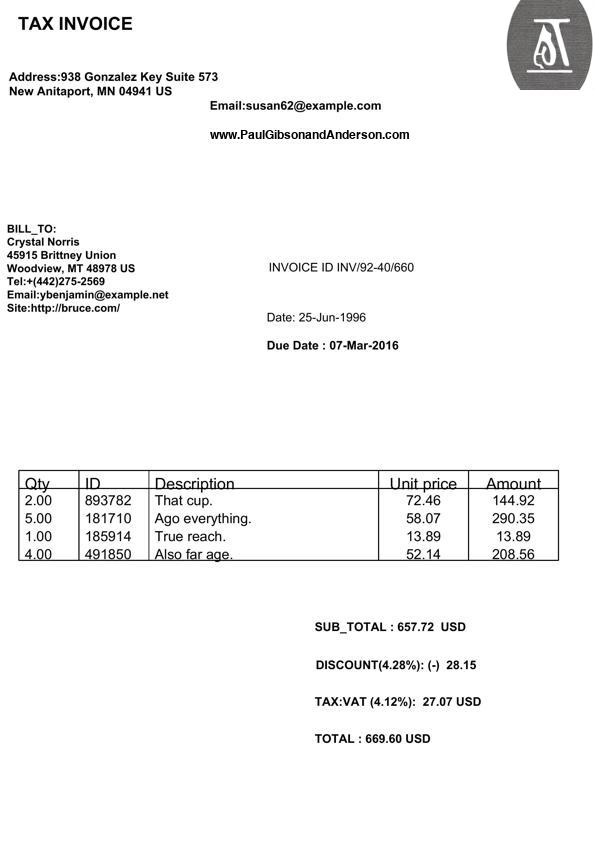 TAX INVOICE
Address:938 Gonzalez Key Suite 573
New Anitaport, MN 04941 US
Email:susan62@example.com
www.PaulGibsonandAnderson.com
BILL_TO:
Crystal Norris
45915 Brittney Union
Woodview, MT 48978 US
Tel:+(442)275-2569
Email:ybenjamin@example.net
Site:http://bruce.com/
INVOICE ID INV/92-40/660
Date: 25-Jun-1996
Due Date : 07-Mar-2016
Qty ID Description Unit price Amount
2.00 893782 That cup. 72.46 144.92
5.00 181710 Ago everything. 58.07 290.35
1.00 185914 True reach. 13.89 13.89
4.00 491850 Also far age. 52.14 208.56
SUB_TOTAL : 657.72 USD
DISCOUNT(4.28%): (-) 28.15
TAX:VAT (4.12%): 27.07 USD
TOTAL : 669.60 USD